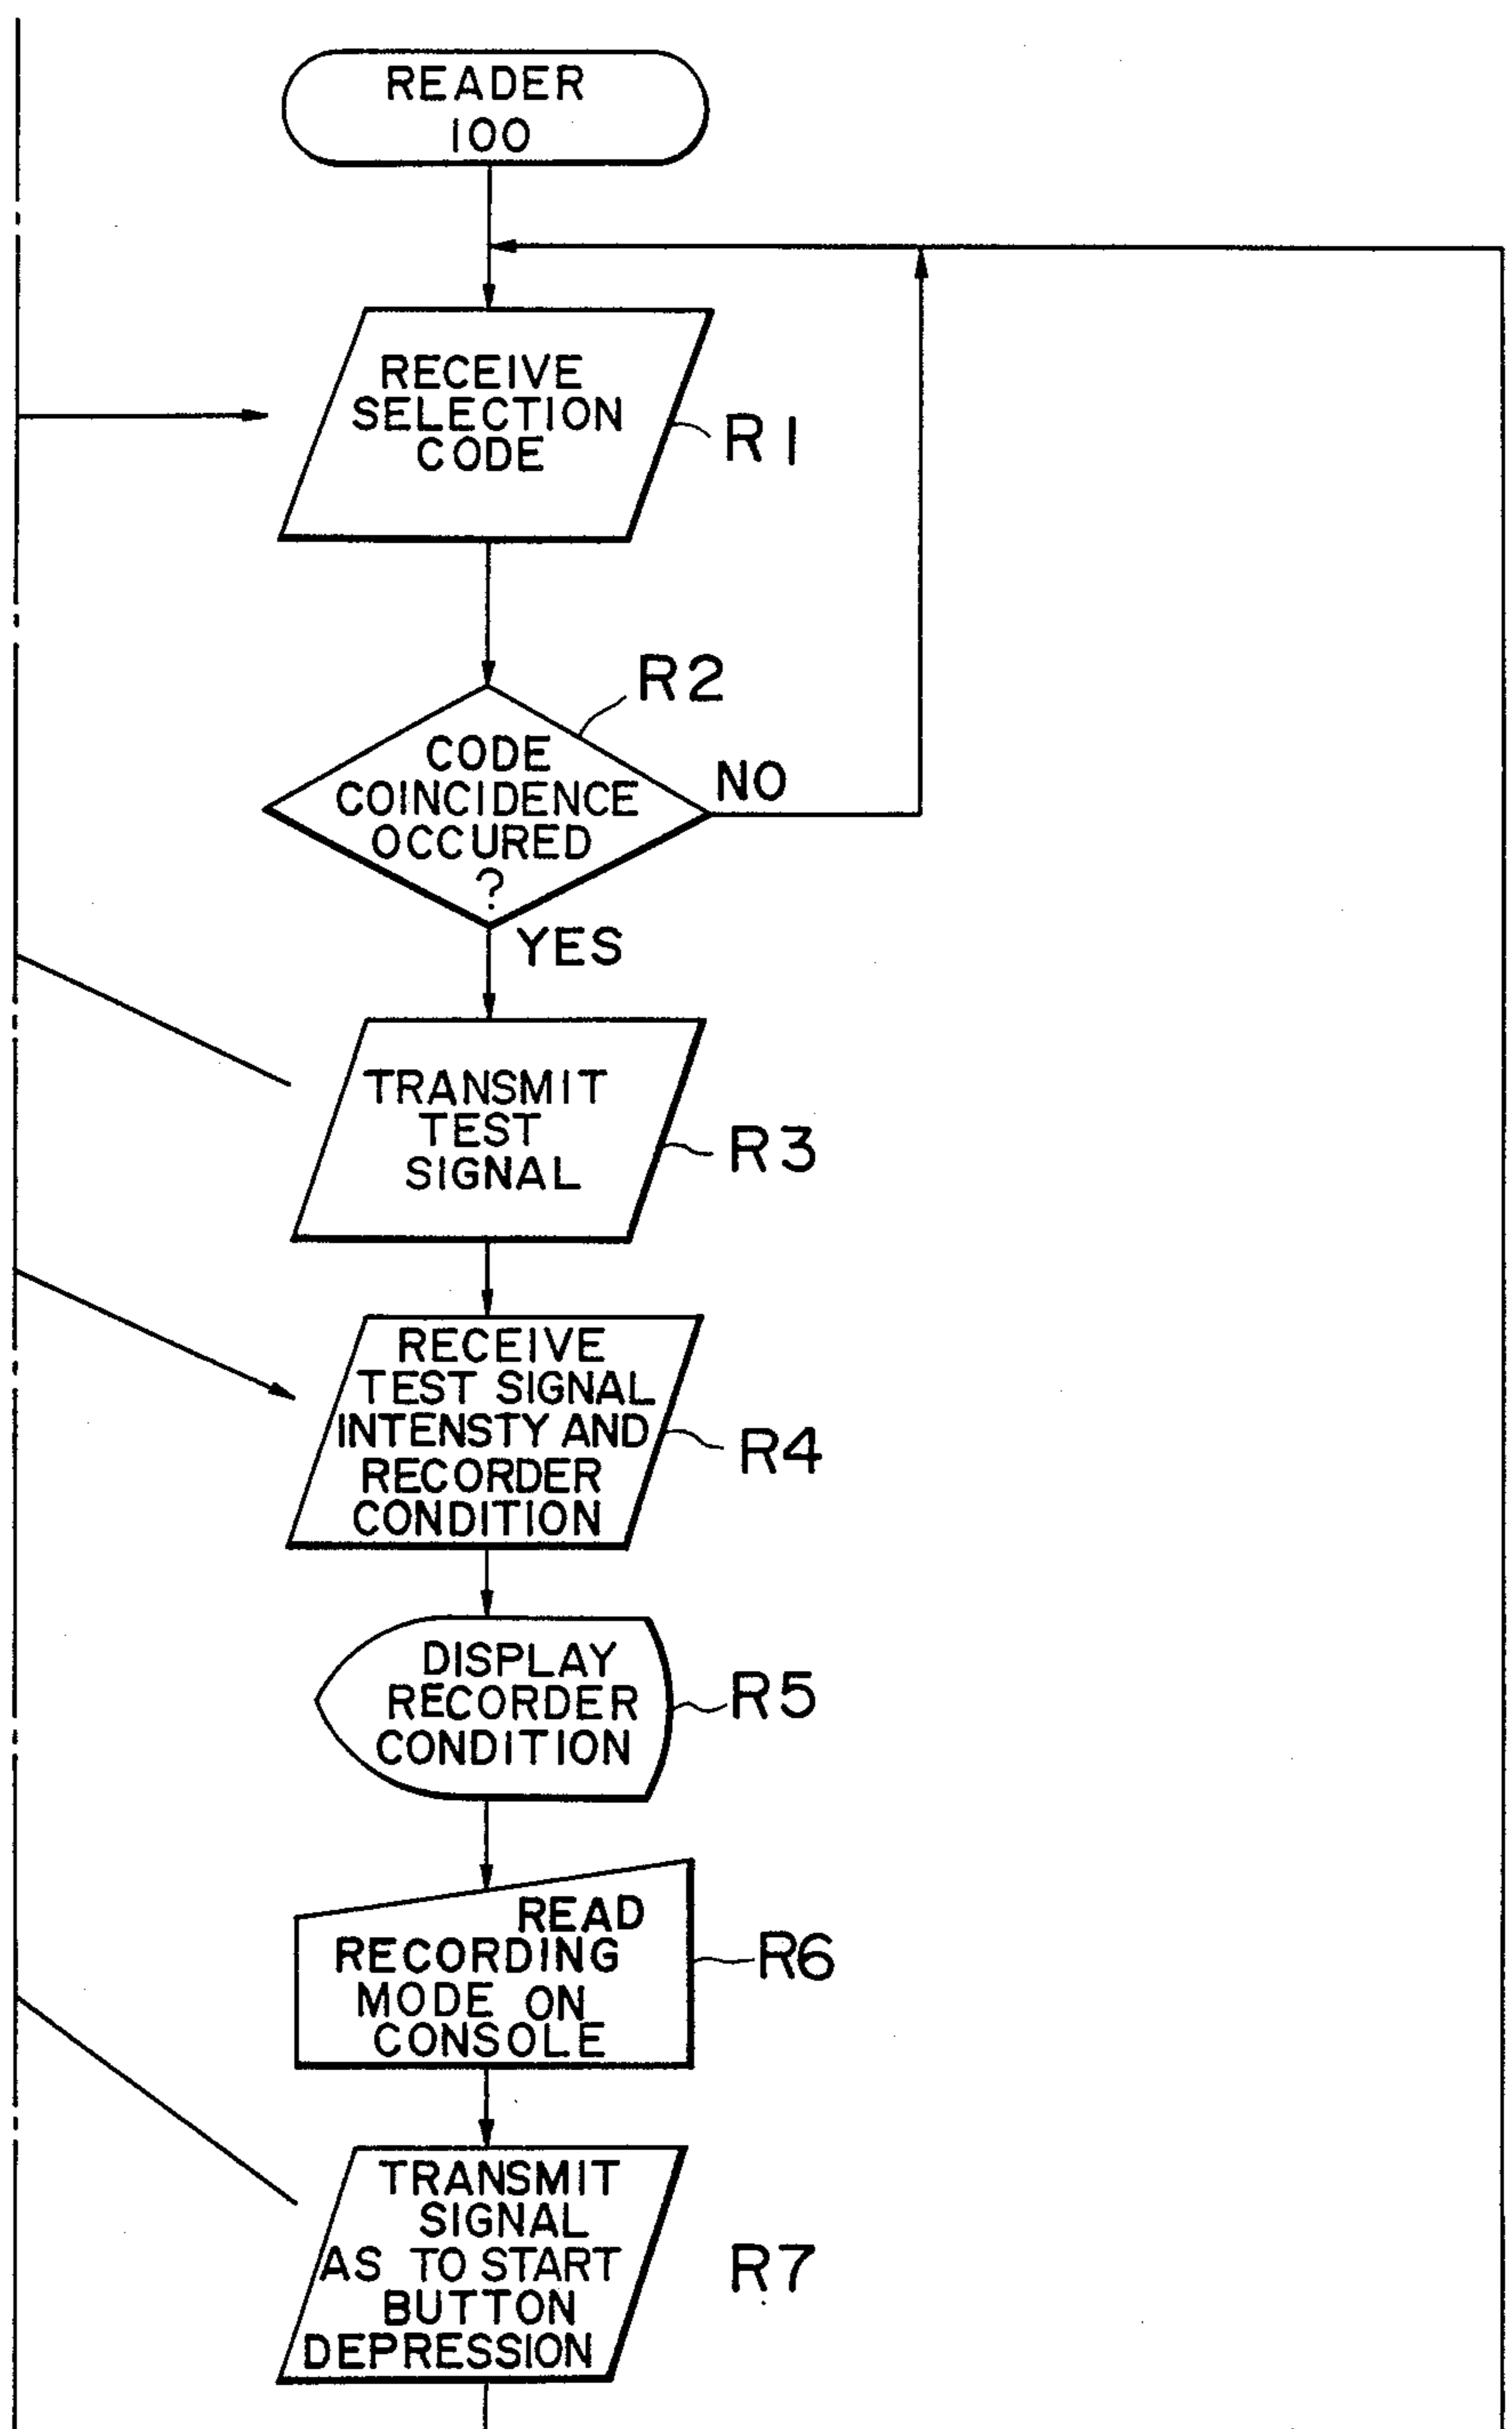 READER
100
RECEIVE
SELECTION
CODE
R1
R2
CODE
COINCIDENCE
OCCURED
?
NO
YES
TRANSMIT
TEST
SIGNAL
R3
RECEIVE
TEST SIGNAL
INTENSTY AND
RECORDER
CONDITION
R4
DISPLAY
RECORDER
CONDITION
R5
READ
RECORDING
MODE ON
CONSOLE
R6
TRANSMIT
SIGNAL
AS TO START
BUTTON
DEPRESSION
R7